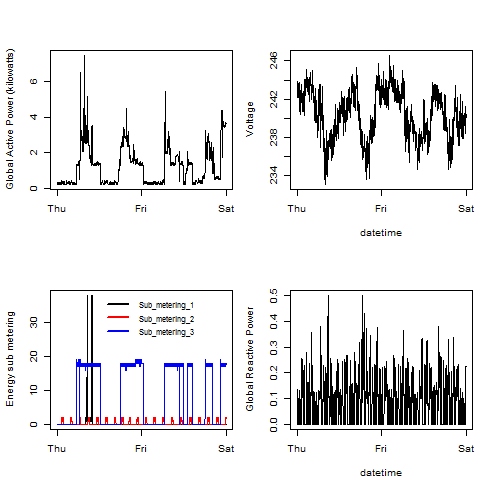 Global Active Power (kilowatts)
6
4
2
0
Thu
Fri
Sat
Voltage
246
242
238
234
Thu
Fri
Sat
datetime
Energy sub metering
30
20
10
0
Sub_metering_1
Sub_metering_2
Sub_metering_3
Thu
Fri
Sat
Global Reactive Power
0.5
0.4
0.3
0.2
0.1
0.0
Thu
Fri
Sat
datetime